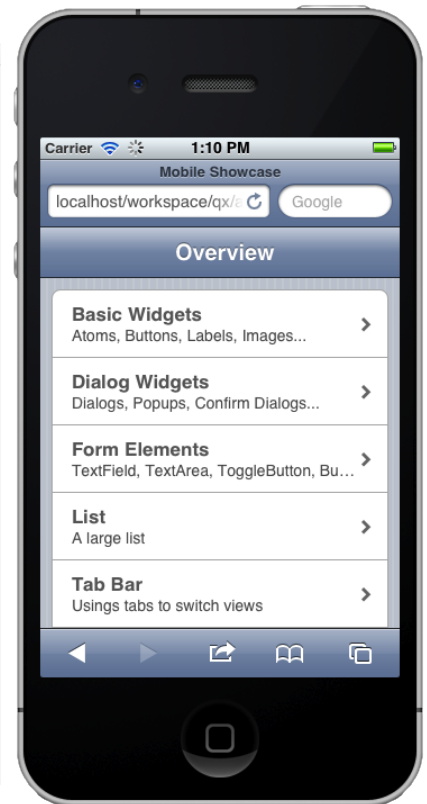 Carrier 1:10 PM
Mobile Showcase
localhost/workspace/qx/a Google
Overview
Basic Widgets
Atoms, Buttons, Labels, Images...
Dialog Widgets
Dialogs, Popups, Confirm Dialogs...
Form Elements
TextField, TextArea, ToggleButton, Bu...
List
A large list
Tab Bar
Usings tabs to switch views